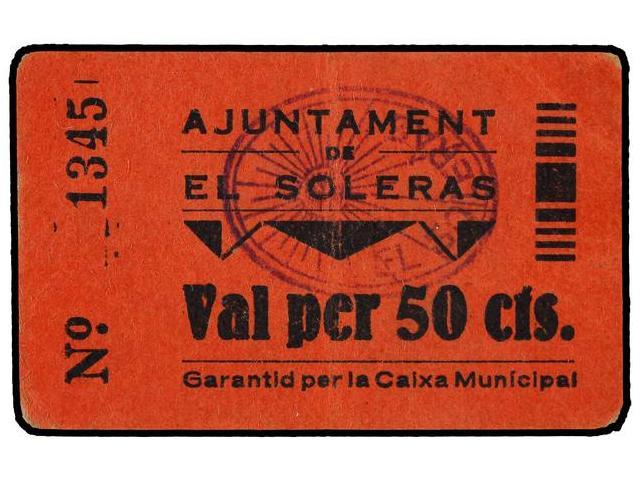 Nº. 1345
AJUNTAMENT
DE
EL SOLERAS
Val per 50 cts.
Garantid per la Caixa Municipal